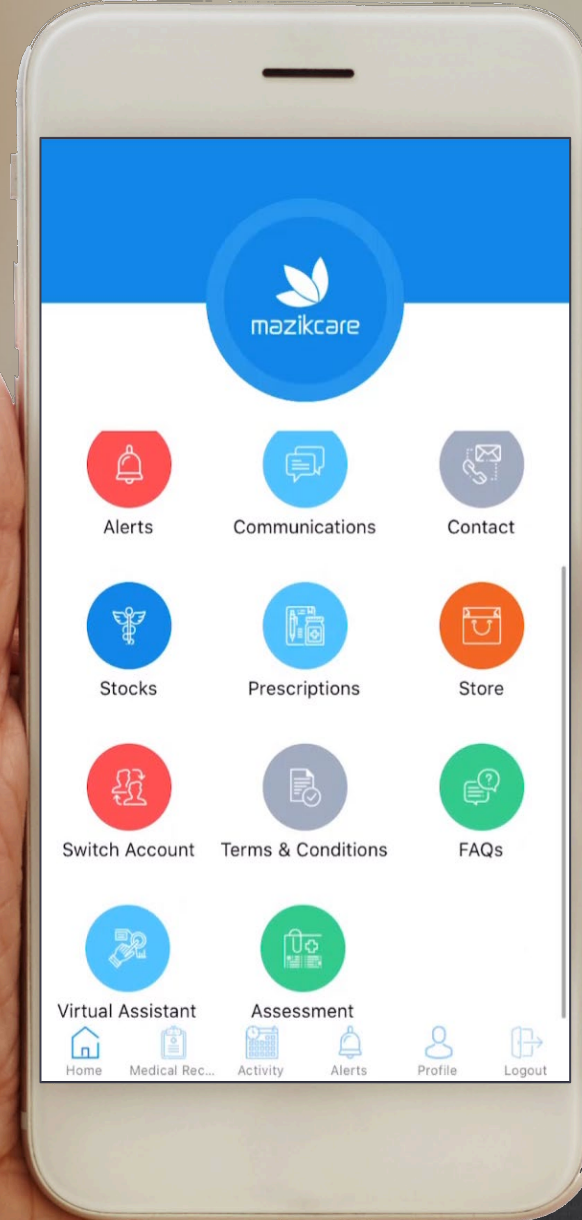 mazikcare
Alerts Communications Contact
Stocks Prescriptions Store
Switch Account Terms & Conditions FAQs
Virtual Assistant Assessment
Home Medical Rec... Activity Alerts Profile Logout